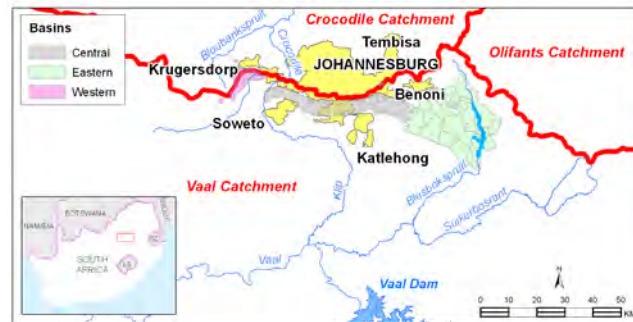 Basins
Central
Eastern
Western
Crocodile Catchment
Olifants Catchment
Vaal Catchment
Bloubankspruit
Crocodile
Tembisa
JOHANNESBURG
Krugersdorp
Benoni
Soweto
Katlehong
Klip
Blesbokspruit
Suikerbosrant
Vaal
Vaal Dam
NAMIBIA
BOTSWANA
SOUTH
AFRICA
N
0 10 20 30 40 50